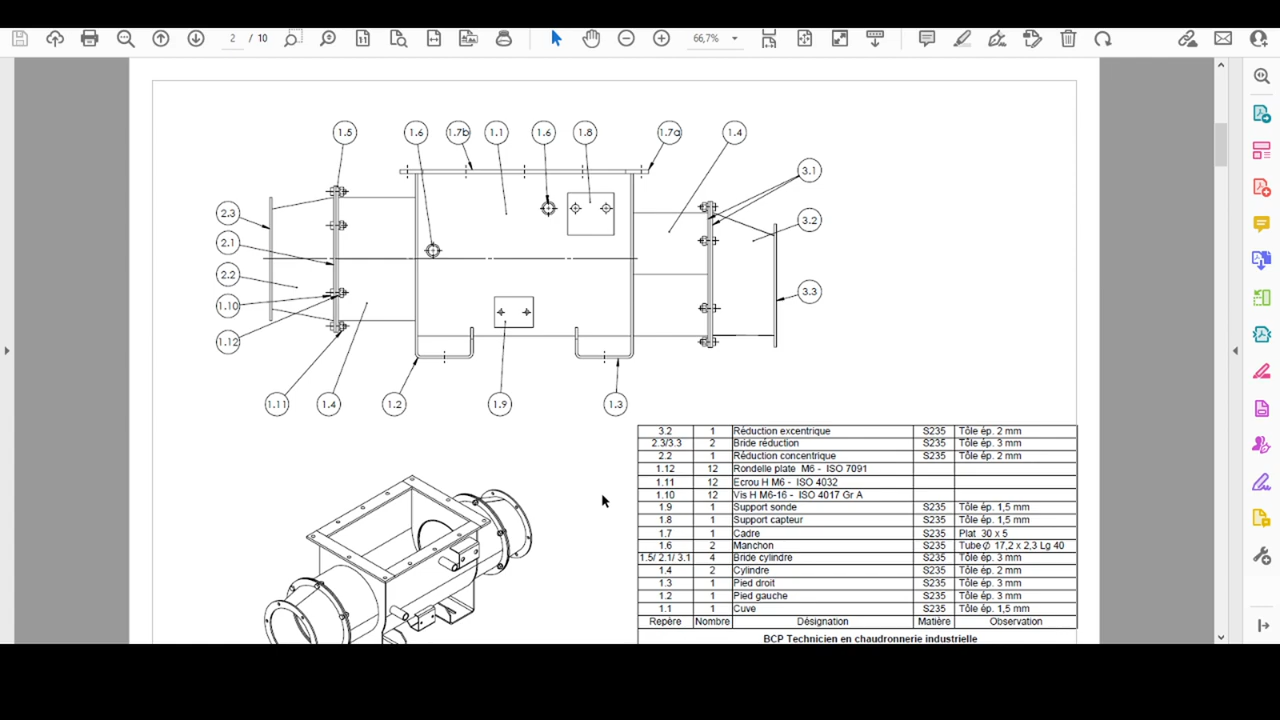 2 / 10
66,7%
1.5 1.6 1.7b 1.1 1.6 1.8 1.7a 1.4
3.1
2.3
3.2
2.1
2.2
3.3
1.10
1.12
1.11 1.4 1.2 1.9 1.3
3.2 1 Réduction excentrique S235 Tôle ép. 2 mm
2.3/3.3 2 Bride réduction S235 Tôle ép. 3 mm
2.2 1 Réduction concentrique S235 Tôle ép. 2 mm
1.12 12 Rondelle plate M6 - ISO 7091
1.11 12 Ecrou H M6 - ISO 4032
1.10 12 Vis H M6-16 - ISO 4017 Gr A
1.9 1 Support sonde S235 Tôle ép. 1,5 mm
1.8 1 Support capteur S235 Tôle ép. 1,5 mm
1.7 1 Cadre S235 Plat 30 x 5
1.6 2 Manchon S235 Tube∅ 17,2 x 2,3 Lg 40
1.5/ 2.1/ 3.1 4 Bride cylindre S235 Tôle ép. 3 mm
1.4 2 Cylindre S235 Tôle ép. 2 mm
1.3 1 Pied droit S235 Tôle ép. 3 mm
1.2 1 Pied gauche S235 Tôle ép. 3 mm
1.1 1 Cuve S235 Tôle ép. 1,5 mm
Repère Nombre Désignation Matière Observation
BCP Technicien en chaudronnerie industrielle